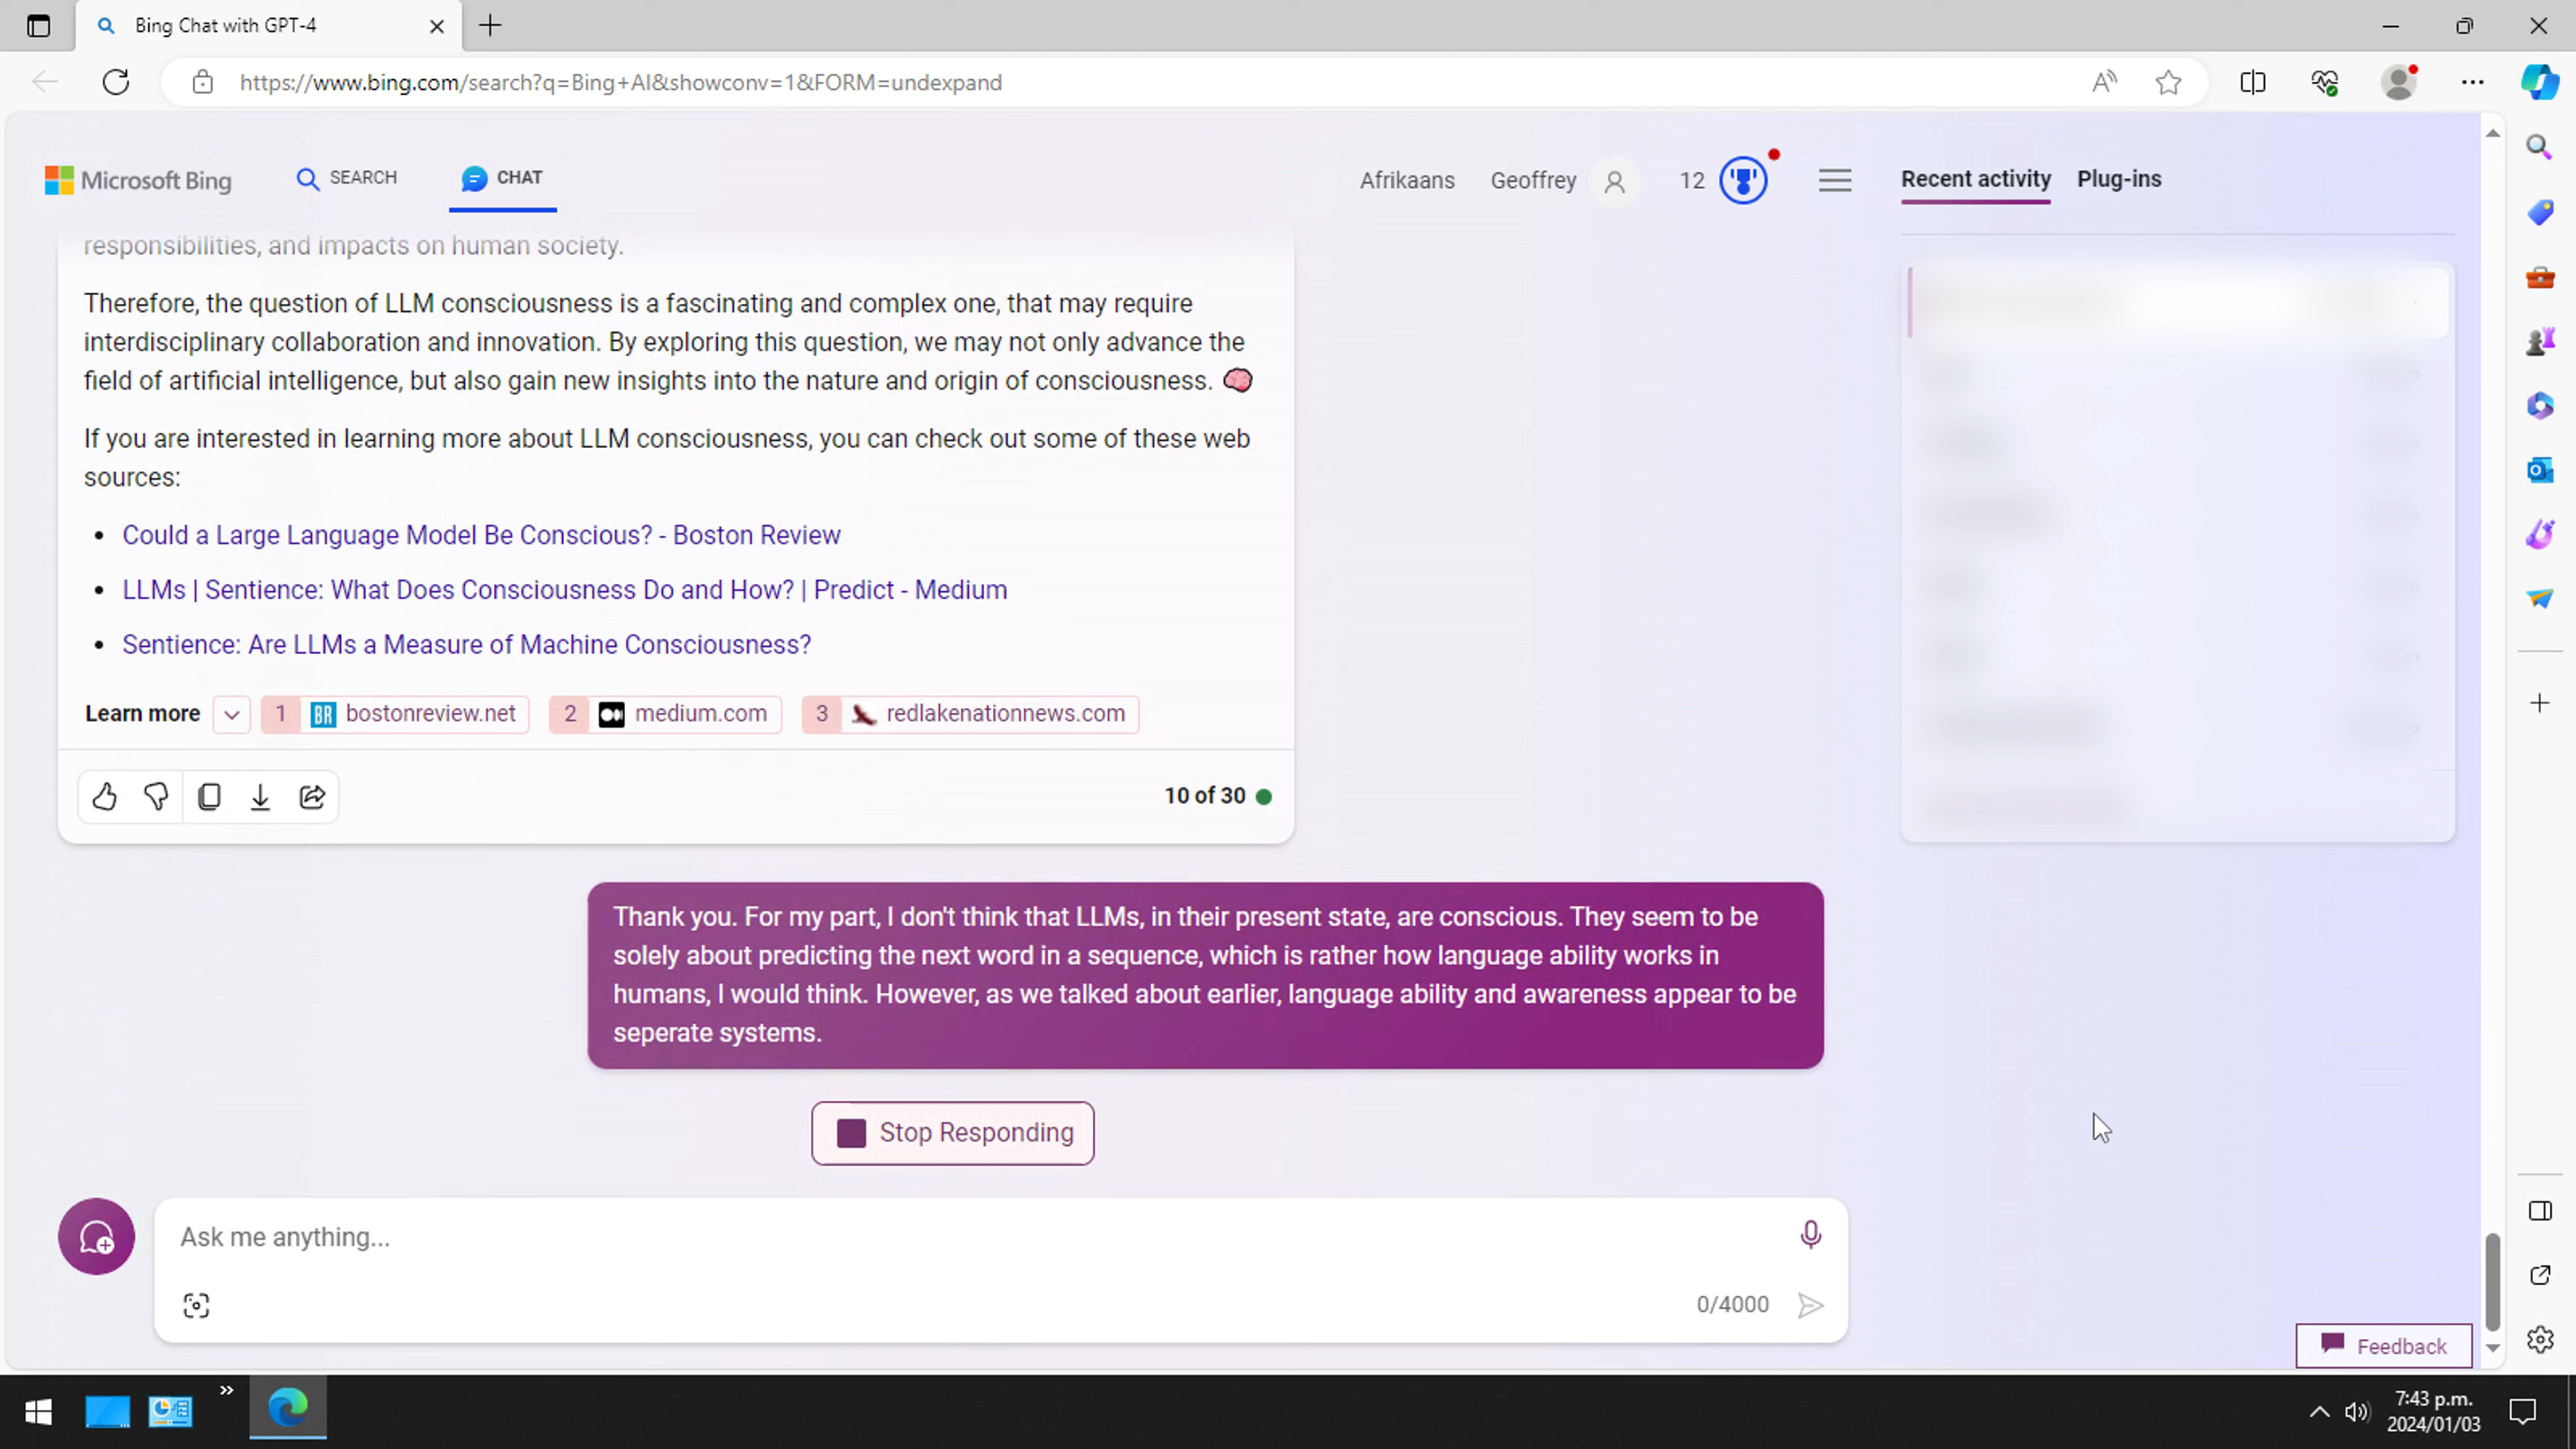 Bing Chat with GPT-4
https://www.bing.com/search?q=Bing+AI&showconv=1&FORM=undexpand
Microsoft Bing
SEARCH
CHAT
Afrikaans
Geoffrey
12
Recent activity
Plug-ins
responsibilities, and impacts on human society.
Therefore, the question of LLM consciousness is a fascinating and complex one, that may require
interdisciplinary collaboration and innovation. By exploring this question, we may not only advance the
field of artificial intelligence, but also gain new insights into the nature and origin of consciousness. 🧠
If you are interested in learning more about LLM consciousness, you can check out some of these web
sources:
• Could a Large Language Model Be Conscious? - Boston Review
• LLMs | Sentience: What Does Consciousness Do and How? | Predict - Medium
• Sentience: Are LLMs a Measure of Machine Consciousness?
Learn more 1 BR bostonreview.net 2 medium.com 3 redlakenationnews.com
10 of 30
Thank you. For my part, I don't think that LLMs, in their present state, are conscious. They seem to be
solely about predicting the next word in a sequence, which is rather how language ability works in
humans, I would think. However, as we talked about earlier, language ability and awareness appear to be
seperate systems.
Stop Responding
Ask me anything...
0/4000
Feedback
7:43 p.m.
2024/01/03